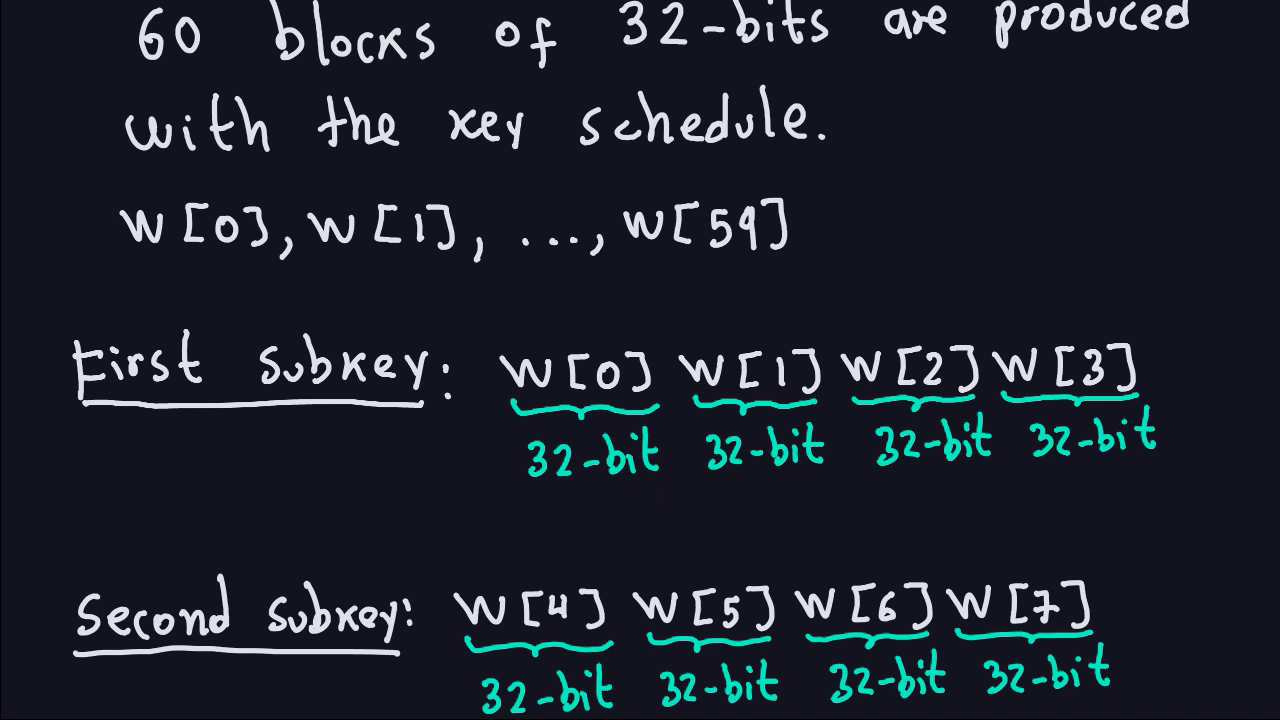 60 blocks of 32-bits are produced
with the key schedule.
W[0], W[1], ..., W[59]
First subkey: W[0] W[1] W[2] W[3]
32-bit 32-bit 32-bit 32-bit
Second subkey: W[4] W[5] W[6] W[7]
32-bit 32-bit 32-bit 32-bit